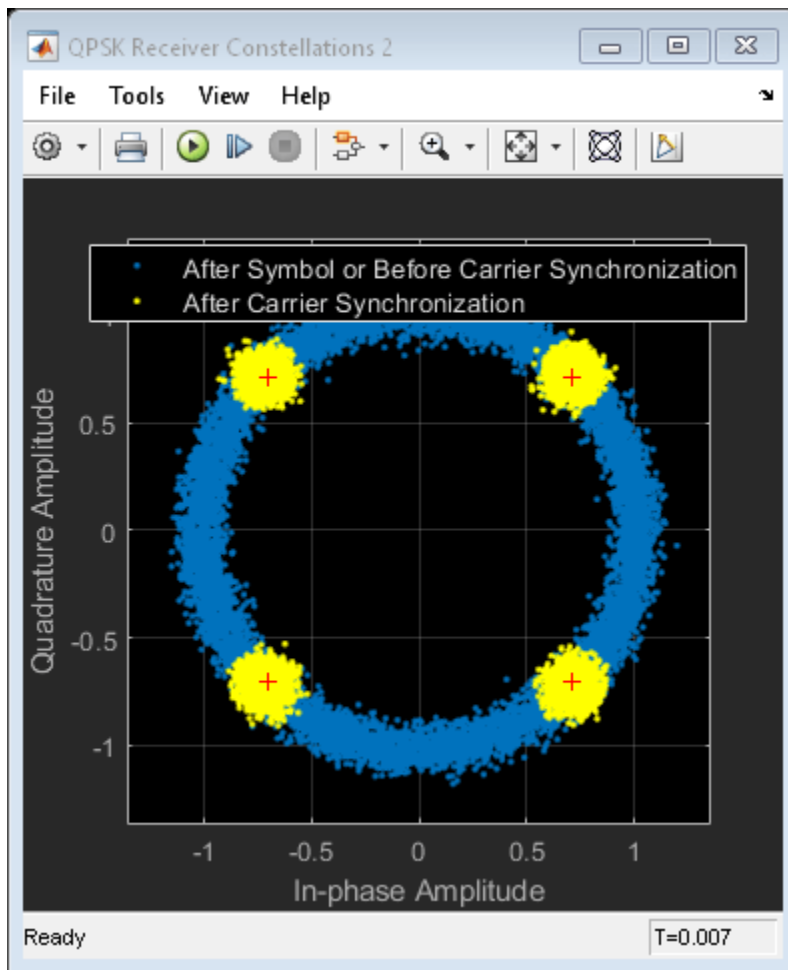 QPSK Receiver Constellations 2
File Tools View Help
After Symbol or Before Carrier Synchronization
After Carrier Synchronization
0.5
0
-0.5
-1
Quadrature Amplitude
-1 -0.5 0 0.5 1
In-phase Amplitude
Ready T=0.007